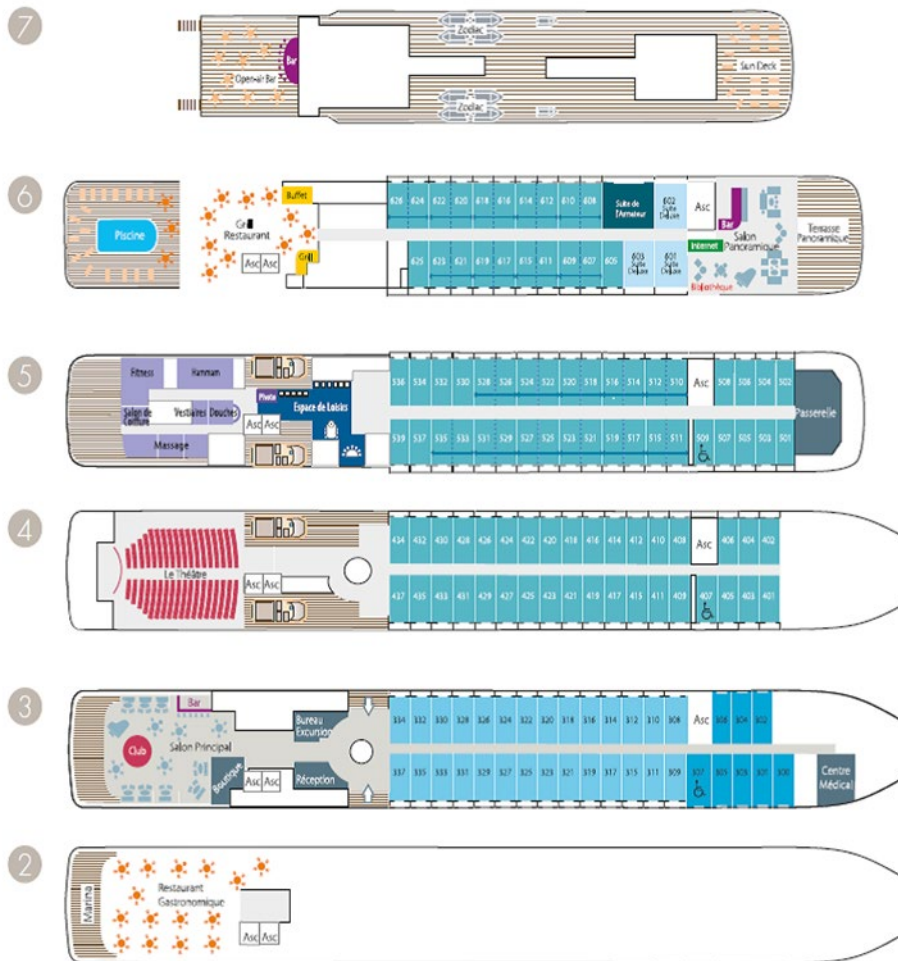 7
Zodiac
Bar
Open-air Bar
Sun Deck
Zodiac
6
Buffet
626 624 622 620 618 616 614 612 610 608
Suite de
l'Armateur
602
Suite
Deluxe
Asc
Bar
Piscine
Grill
Restaurant
Internet
Salon
Panoramique
Terrasse
Panoramique
Asc Asc
Grill
625 623 621 619 617 615 611 609 607 605
603
Suite
Deluxe
601
Suite
Deluxe
Bibliothèque
5
Fitness
Hammam
536 534 532 530 528 526 524 522 520 518 516 514 512 510
Asc
508 506 504 502
Photo
Espace de Loisirs
Passerelle
Salon de
Coiffure
Vestiaires
Douches
Asc Asc
Massage
539 537 535 533 531 529 527 525 523 521 519 515 511 509 507 505 503 501
4
434 432 430 428 426 424 422 420 418 416 414 412 410 408
Asc
406 404 402
Le Théâtre
Asc Asc
437 435 433 431 429 427 425 423 421 419 417 415 411 409 407 405 403 401
3
Bar
Bureau
Excursion
334 332 330 328 326 324 322 320 318 316 314 312 310 308
Asc
306 304 302
Club
Salon Principal
Boutique
Asc Asc
Réception
337 335 333 331 329 327 325 323 321 319 317 315 311 309 307 305 303 301 300
Centre
Médical
2
Marina
Restaurant
Gastronomique
Asc Asc